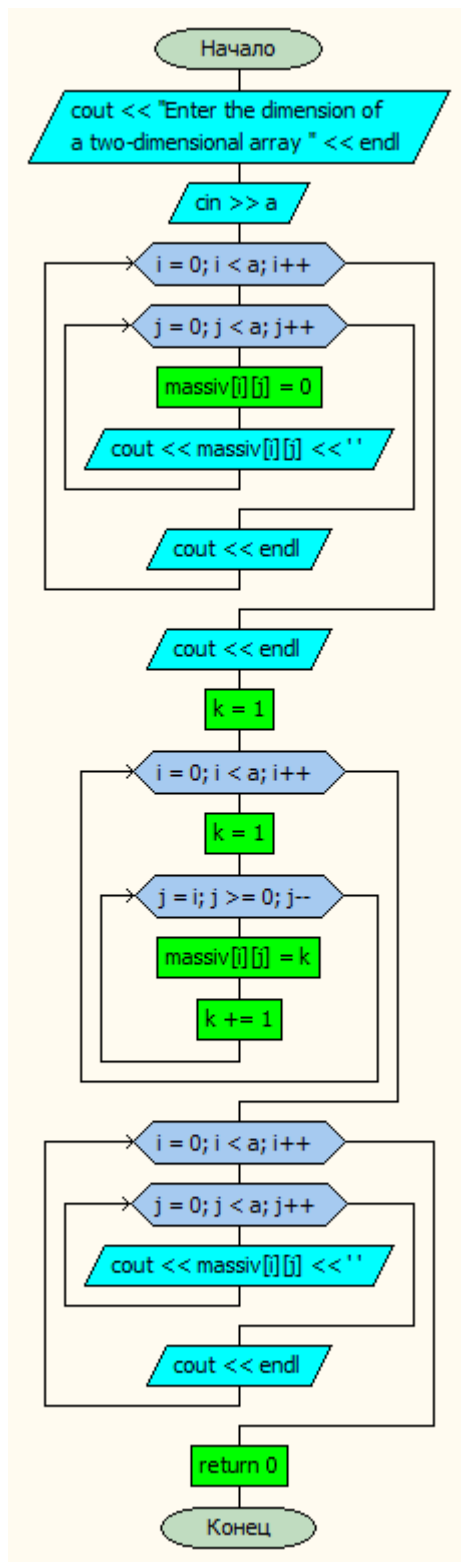 Начало
cout << "Enter the dimension of
a two-dimensional array " << endl
cin >> a
i = 0; i < a; i++
j = 0; j < a; j++
massiv[i][j] = 0
cout << massiv[i][j] << ' '
cout << endl
cout << endl
k = 1
i = 0; i < a; i++
k = 1
j = i; j >= 0; j--
massiv[i][j] = k
k += 1
i = 0; i < a; i++
j = 0; j < a; j++
cout << massiv[i][j] << ' '
cout << endl
return 0
Конец